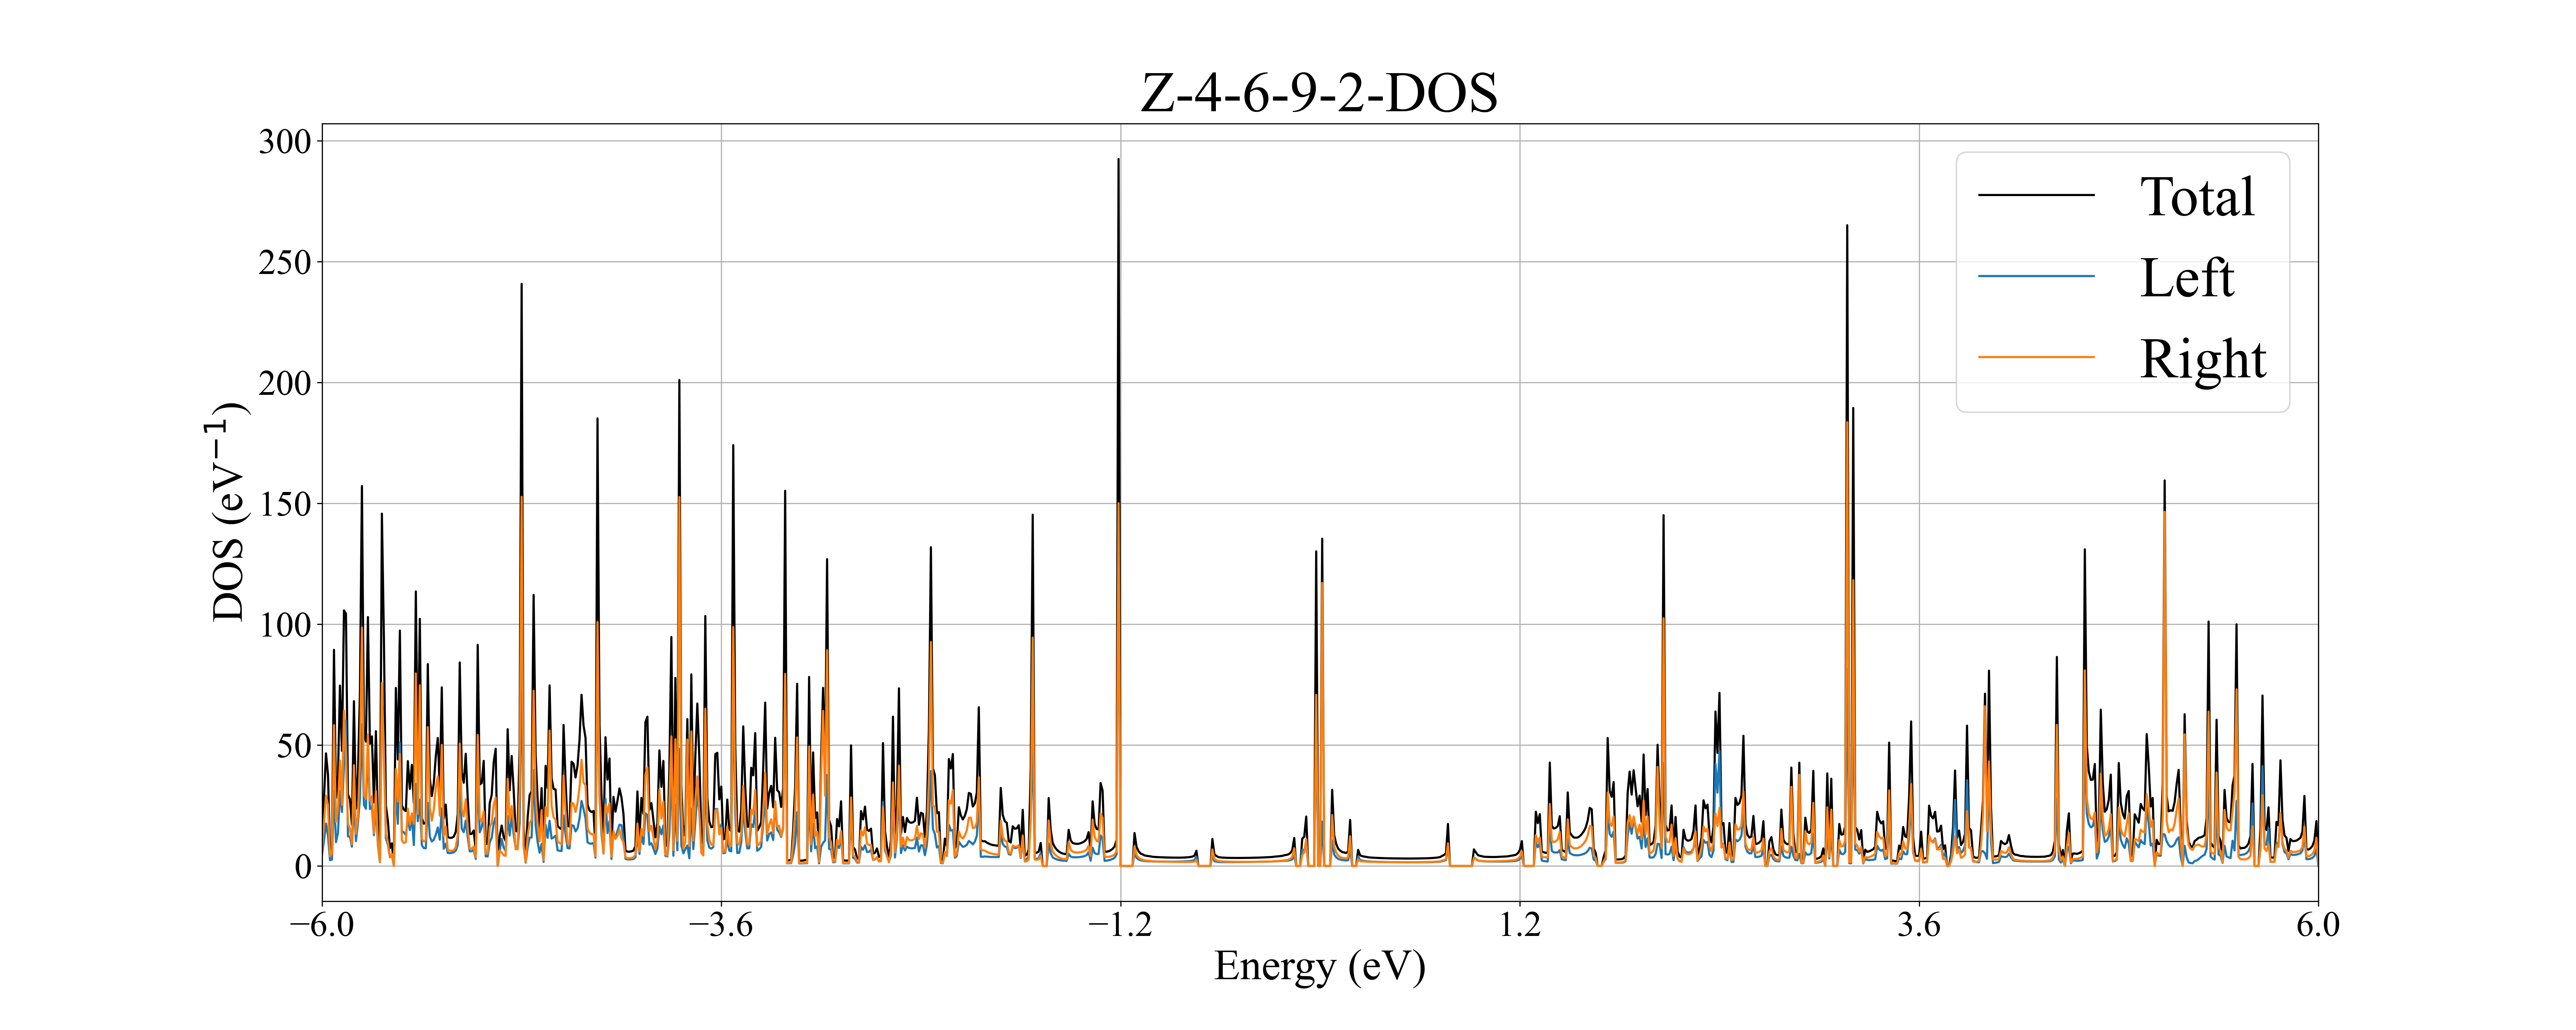 Z-4-6-9-2-DOS
300
250
200
150
100
50
0
DOS (eV⁻¹)
Total
Left
Right
−6.0 −3.6 −1.2 1.2 3.6 6.0
Energy (eV)